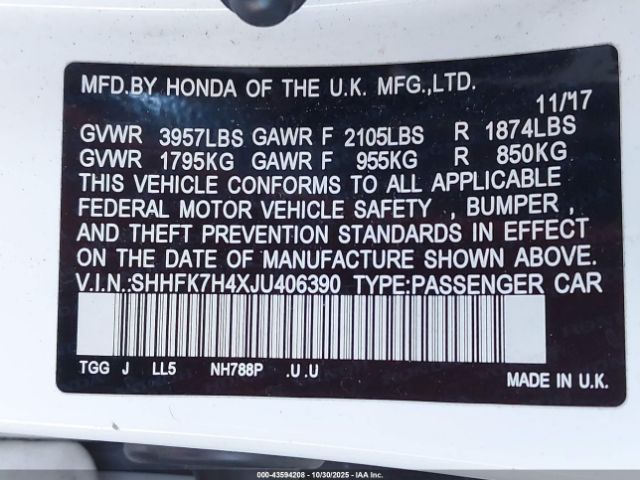 MFD.BY HONDA OF THE U.K. MFG.,LTD.
11/17
GVWR 3957LBS GAWR F 2105LBS R 1874LBS
GVWR 1795KG GAWR F 955KG R 850KG
THIS VEHICLE CONFORMS TO ALL APPLICABLE
FEDERAL MOTOR VEHICLE SAFETY , BUMPER ,
AND THEFT PREVENTION STANDARDS IN EFFECT
ON THE DATE OF MANUFACTURE SHOWN ABOVE.
V.I.N.:SHHFK7H4XJU406390 TYPE:PASSENGER CAR
TGG J LL5 NH788P .U .U
MADE IN U.K.
000-43594208 - 10/30/2025 - IAA Inc.